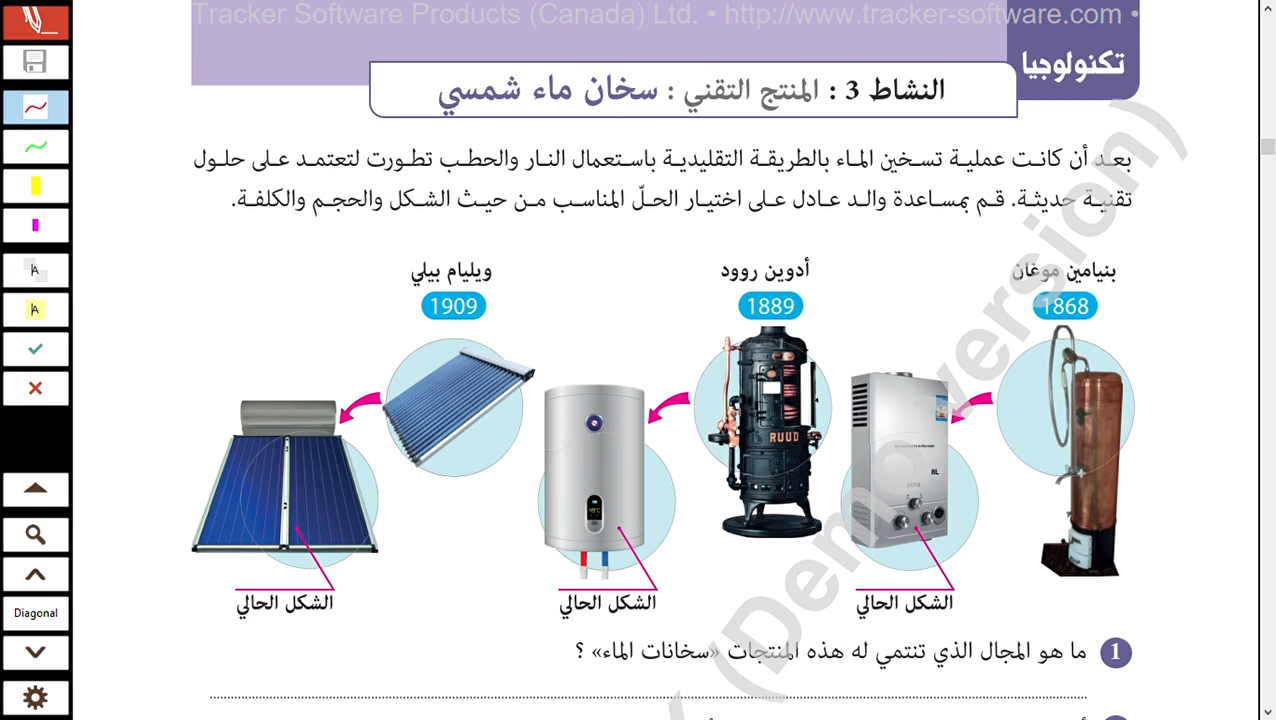 Tracker Software Products (Canada) Ltd. • http://www.tracker-software.com •
تكنولوجيا
النشاط 3 : المنتج التقني : سخان ماء شمسي
بعد أن كانت عملية تسخين الماء بالطريقة التقليدية باستعمال النار والحطب تطورت لتعتمد على حلول
تقنية حديثة. قم بمساعدة والد عادل على اختيار الحلّ المناسب من حيث الشكل والحجم والكلفة.
بنيامين موغان
أدوين روود
ويليام بيلي
1868
1889
1909
RUUD
8L
الشكل الحالي
الشكل الحالي
الشكل الحالي
1 ما هو المجال الذي تنتمي له هذه المنتجات «سخانات الماء» ؟
(Demo version)
Diagonal